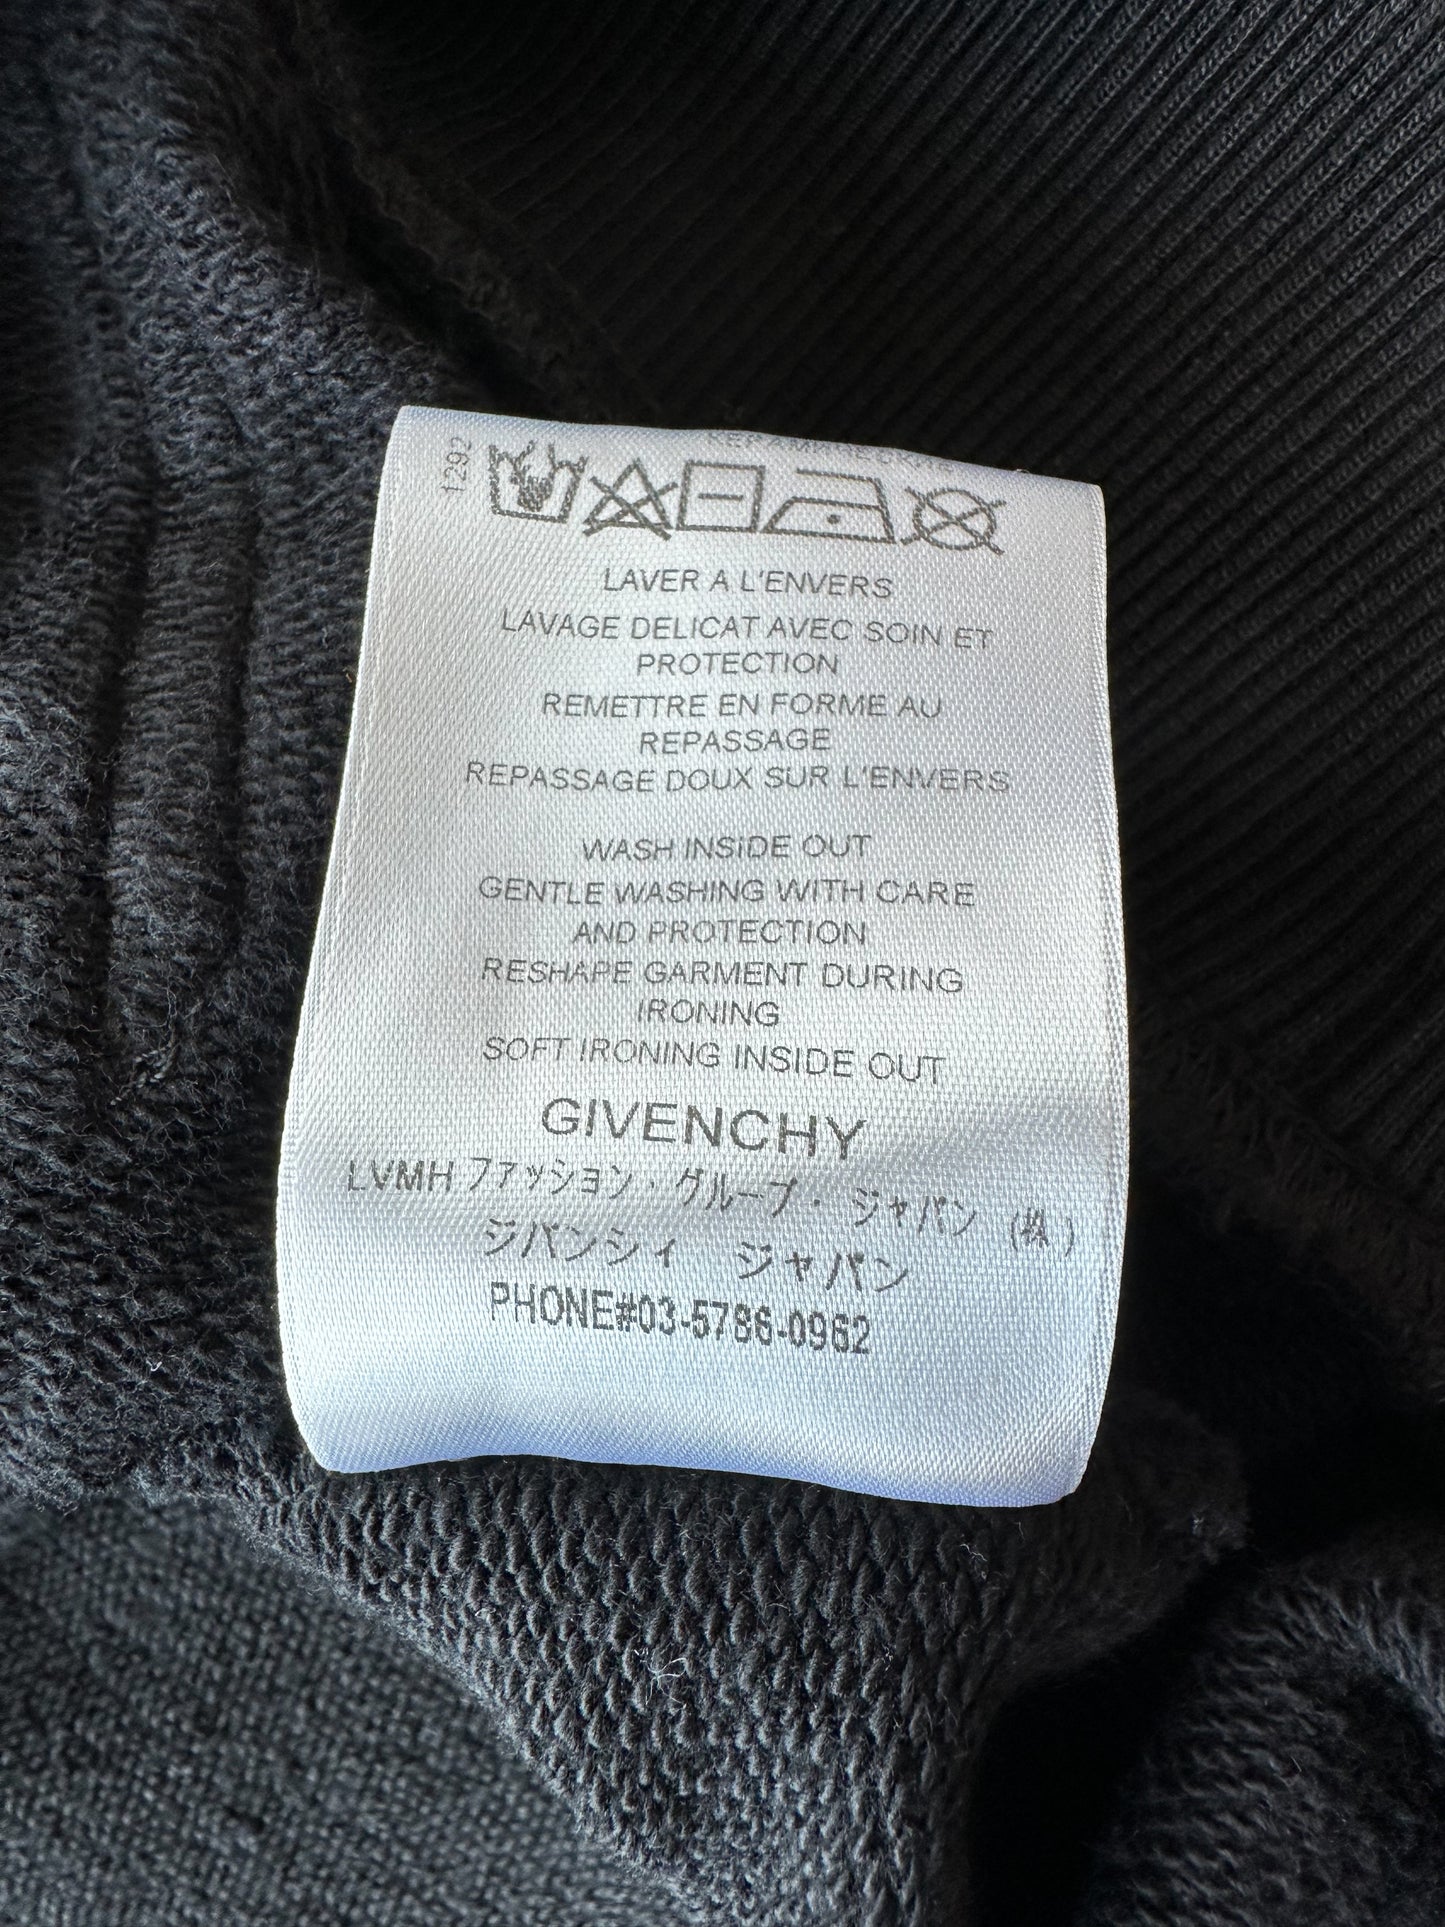 1292
LAVER A L'ENVERS
LAVAGE DELICAT AVEC SOIN ET
PROTECTION
REMETTRE EN FORME AU
REPASSAGE
REPASSAGE DOUX SUR L'ENVERS
WASH INSIDE OUT
GENTLE WASHING WITH CARE
AND PROTECTION
RESHAPE GARMENT DURING
IRONING
SOFT IRONING INSIDE OUT
GIVENCHY
LVMH ファッション・グループ・ジャパン (株)
ジバンシィ ジャパン
PHONE#03-5786-0962